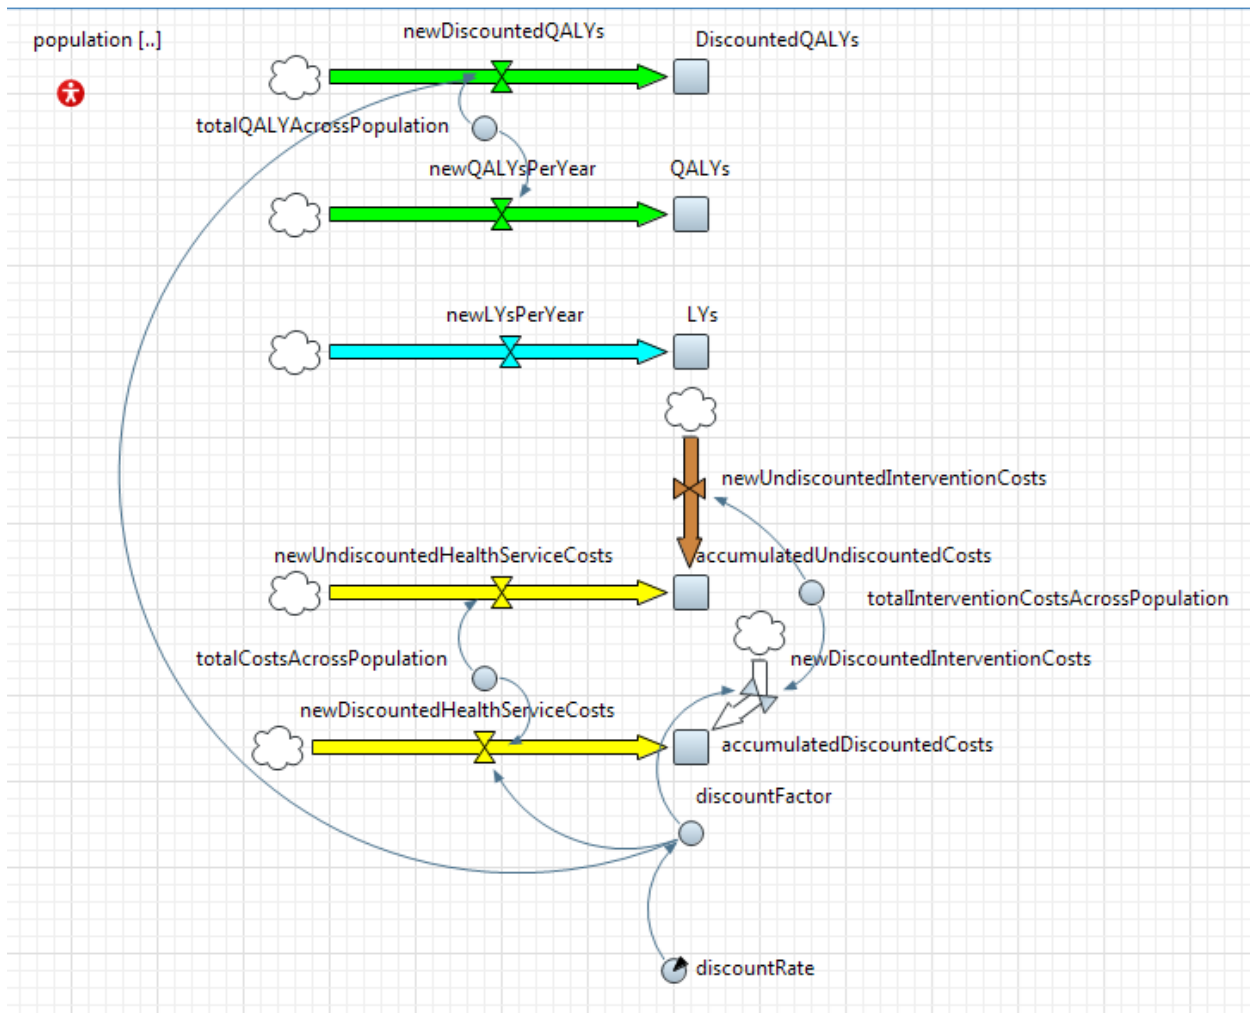 population [..]
newDiscountedQALYs
DiscountedQALYs
totalQALYAcrossPopulation
newQALYsPerYear
QALYs
newLYsPerYear
LYs
newUndiscountedInterventionCosts
newUndiscountedHealthServiceCosts
accumulatedUndiscountedCosts
totalInterventionCostsAcrossPopulation
totalCostsAcrossPopulation
newDiscountedInterventionCosts
newDiscountedHealthServiceCosts
accumulatedDiscountedCosts
discountFactor
discountRate